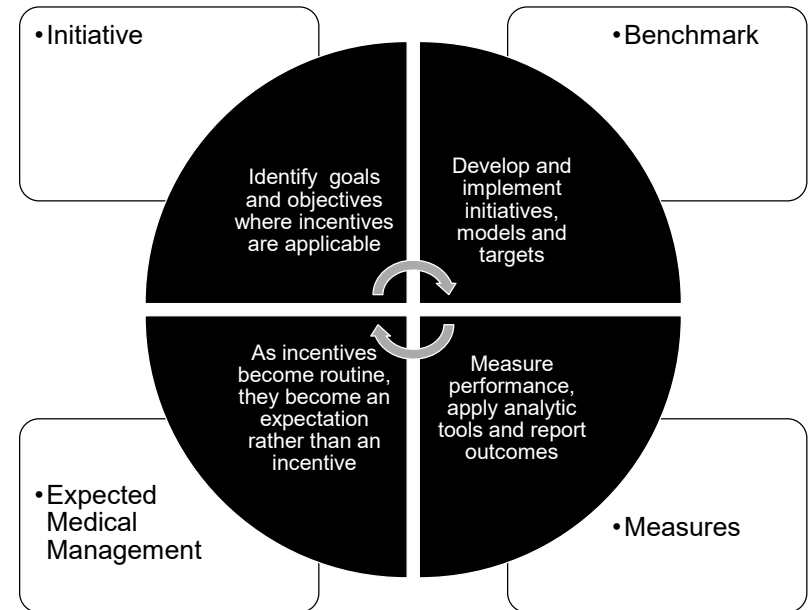 •Initiative
Identify goals
and objectives
where incentives
are applicable
•Benchmark
Develop and
implement
initiatives,
models and
targets
•Measures
Measure
performance,
apply analytic
tools and report
outcomes
•Expected
Medical
Management
As incentives
become routine,
they become an
expectation
rather than an
incentive